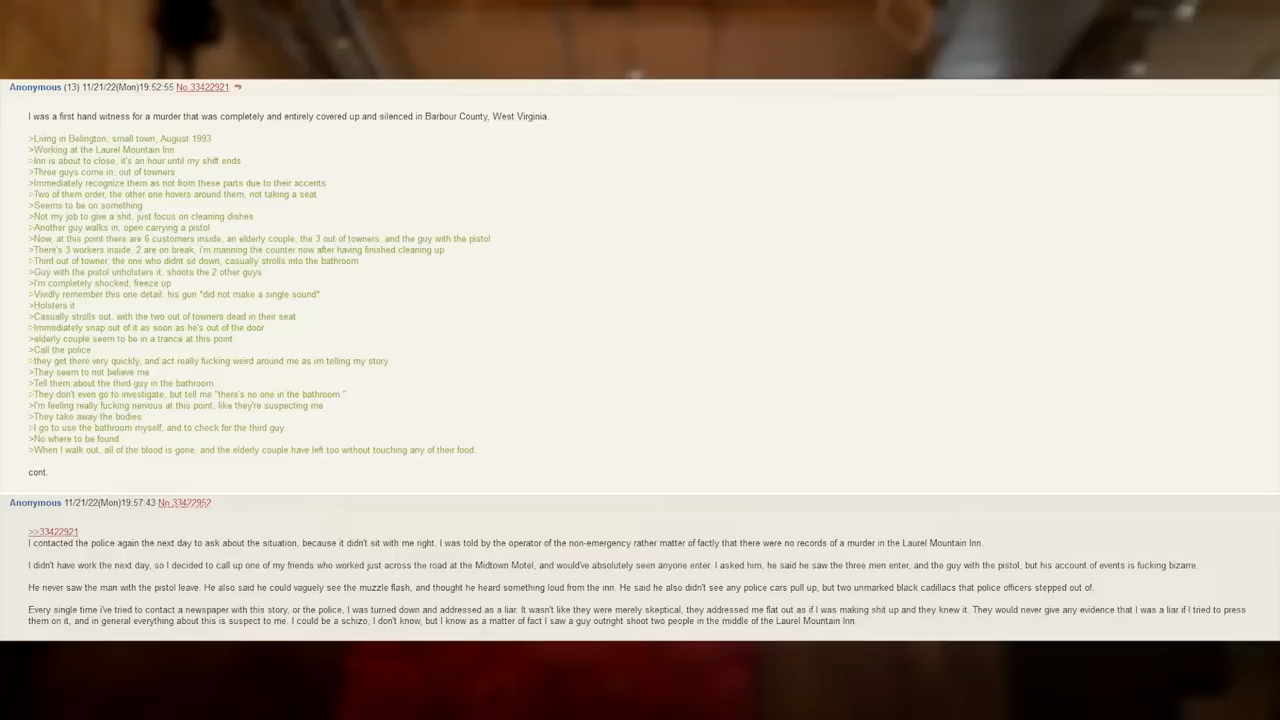 Anonymous (13) 11/21/22(Mon)19:52:55 No.33422921
I was a first hand witness for a murder that was completely and entirely covered up and silenced in Barbour County, West Virginia.
>Living in Belington, small town, August 1993
>Working at the Laurel Mountain Inn
>Inn is about to close, it's an hour until my shift ends
>Three guys come in, out of towners
>Immediately recognize them as not from these parts due to their accents
>Two of them order, the other one hovers around them, not taking a seat
>Seems to be on something
>Not my job to give a shit, just focus on cleaning dishes
>Another guy walks in, open carrying a pistol
>Now, at this point there are 6 customers inside, an elderly couple, the 3 out of towners, and the guy with the pistol
>There's 3 workers inside, 2 are on break, i'm manning the counter now after having finished cleaning up
>Third out of towner, the one who didnt sit down, casually strolls into the bathroom
>Guy with the pistol unholsters it, shoots the 2 other guys
>I'm completely shocked, freeze up
>Vividly remember this one detail: his gun *did not make a single sound*
>Holsters it
>Casually strolls out, with the two out of towners dead in their seat
>Immediately snap out of it as soon as he's out of the door
>elderly couple seem to be in a trance at this point
>Call the police
>they get there very quickly, and act really fucking weird around me as im telling my story
>They seem to not believe me
>Tell them about the third guy in the bathroom
>They don't even go to investigate, but tell me "there's no one in the bathroom."
>I'm feeling really fucking nervous at this point, like they're suspecting me
>They take away the bodies
>I go to use the bathroom myself, and to check for the third guy
>No where to be found
>When I walk out, all of the blood is gone, and the elderly couple have left too without touching any of their food.
cont.
Anonymous 11/21/22(Mon)19:57:43 No.33422952
>>33422921
I contacted the police again the next day to ask about the situation, because it didn't sit with me right. I was told by the operator of the non-emergency rather matter of factly that there were no records of a murder in the Laurel Mountain Inn.
I didn't have work the next day, so I decided to call up one of my friends who worked just across the road at the Midtown Motel, and would've absolutely seen anyone enter. I asked him, he said he saw the three men enter, and the guy with the pistol, but his account of events is fucking bizarre.
He never saw the man with the pistol leave. He also said he could vaguely see the muzzle flash, and thought he heard something loud from the inn. He said he also didn't see any police cars pull up, but two unmarked black cadillacs that police officers stepped out of.
Every single time i've tried to contact a newspaper with this story, or the police, I was turned down and addressed as a liar. It wasn't like they were merely skeptical, they addressed me flat out as if I was making shit up and they knew it. They would never give any evidence that I was a liar if I tried to press
them on it, and in general everything about this is suspect to me. I could be a schizo, I don't know, but I know as a matter of fact I saw a guy outright shoot two people in the middle of the Laurel Mountain Inn.